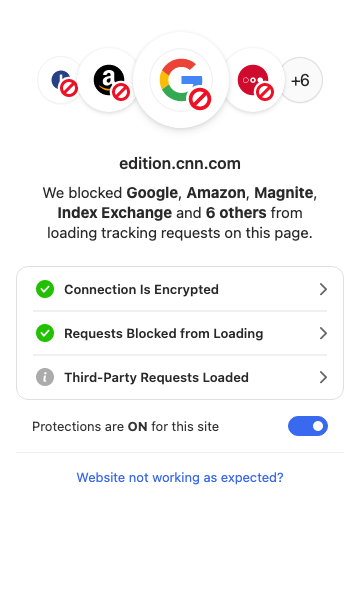 +6
edition.cnn.com
We blocked Google, Amazon, Magnite,
Index Exchange and 6 others from
loading tracking requests on this page.
Connection Is Encrypted
Requests Blocked from Loading
Third-Party Requests Loaded
Protections are ON for this site
Website not working as expected?